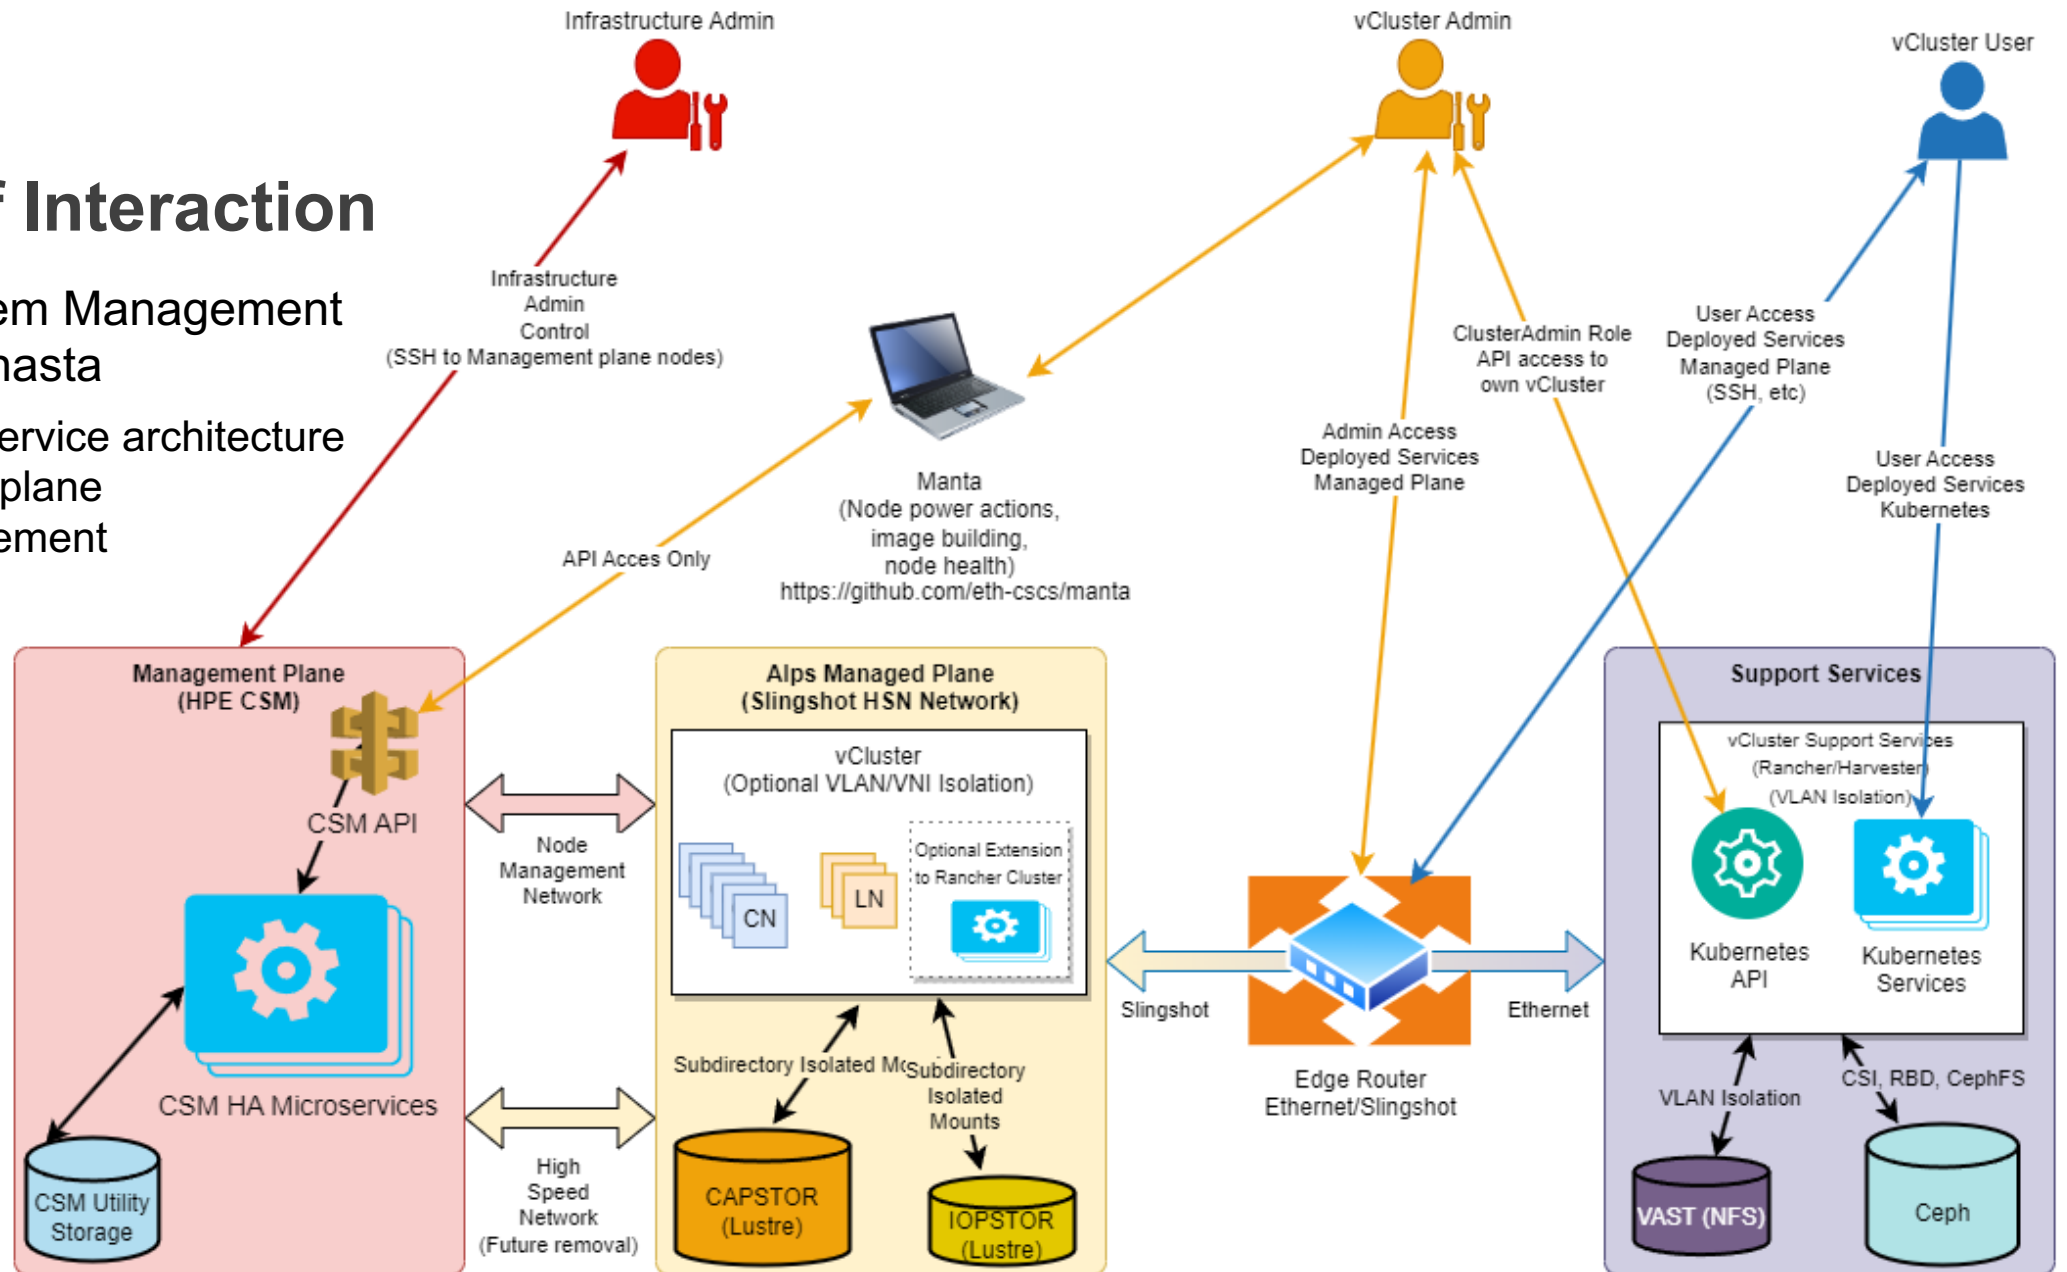 Infrastructure Admin
vCluster Admin
vCluster User
f Interaction
em Management
hasta
ervice architecture
plane
ement
Infrastructure
Admin
Control
(SSH to Management plane nodes)
API Acces Only
Manta
(Node power actions,
image building,
node health)
https://github.com/eth-cscs/manta
Admin Access
Deployed Services
Managed Plane
ClusterAdmin Role
API access to
own vCluster
User Access
Deployed Services
Managed Plane
(SSH, etc)
User Access
Deployed Services
Kubernetes
Management Plane
(HPE CSM)
CSM API
CSM HA Microservices
CSM Utility
Storage
Node
Management
Network
High
Speed
Network
(Future removal)
Alps Managed Plane
(Slingshot HSN Network)
vCluster
(Optional VLAN/VNI Isolation)
CN
LN
Optional Extension
to Rancher Cluster
Subdirectory Isolated Mo
Subdirectory
Isolated
Mounts
CAPSTOR
(Lustre)
IOPSTOR
(Lustre)
Slingshot
Ethernet
Edge Router
Ethernet/Slingshot
Support Services
vCluster Support Services
(Rancher/Harvester)
(VLAN Isolation)
Kubernetes
API
Kubernetes
Services
VLAN Isolation
CSI, RBD, CephFS
VAST (NFS)
Ceph